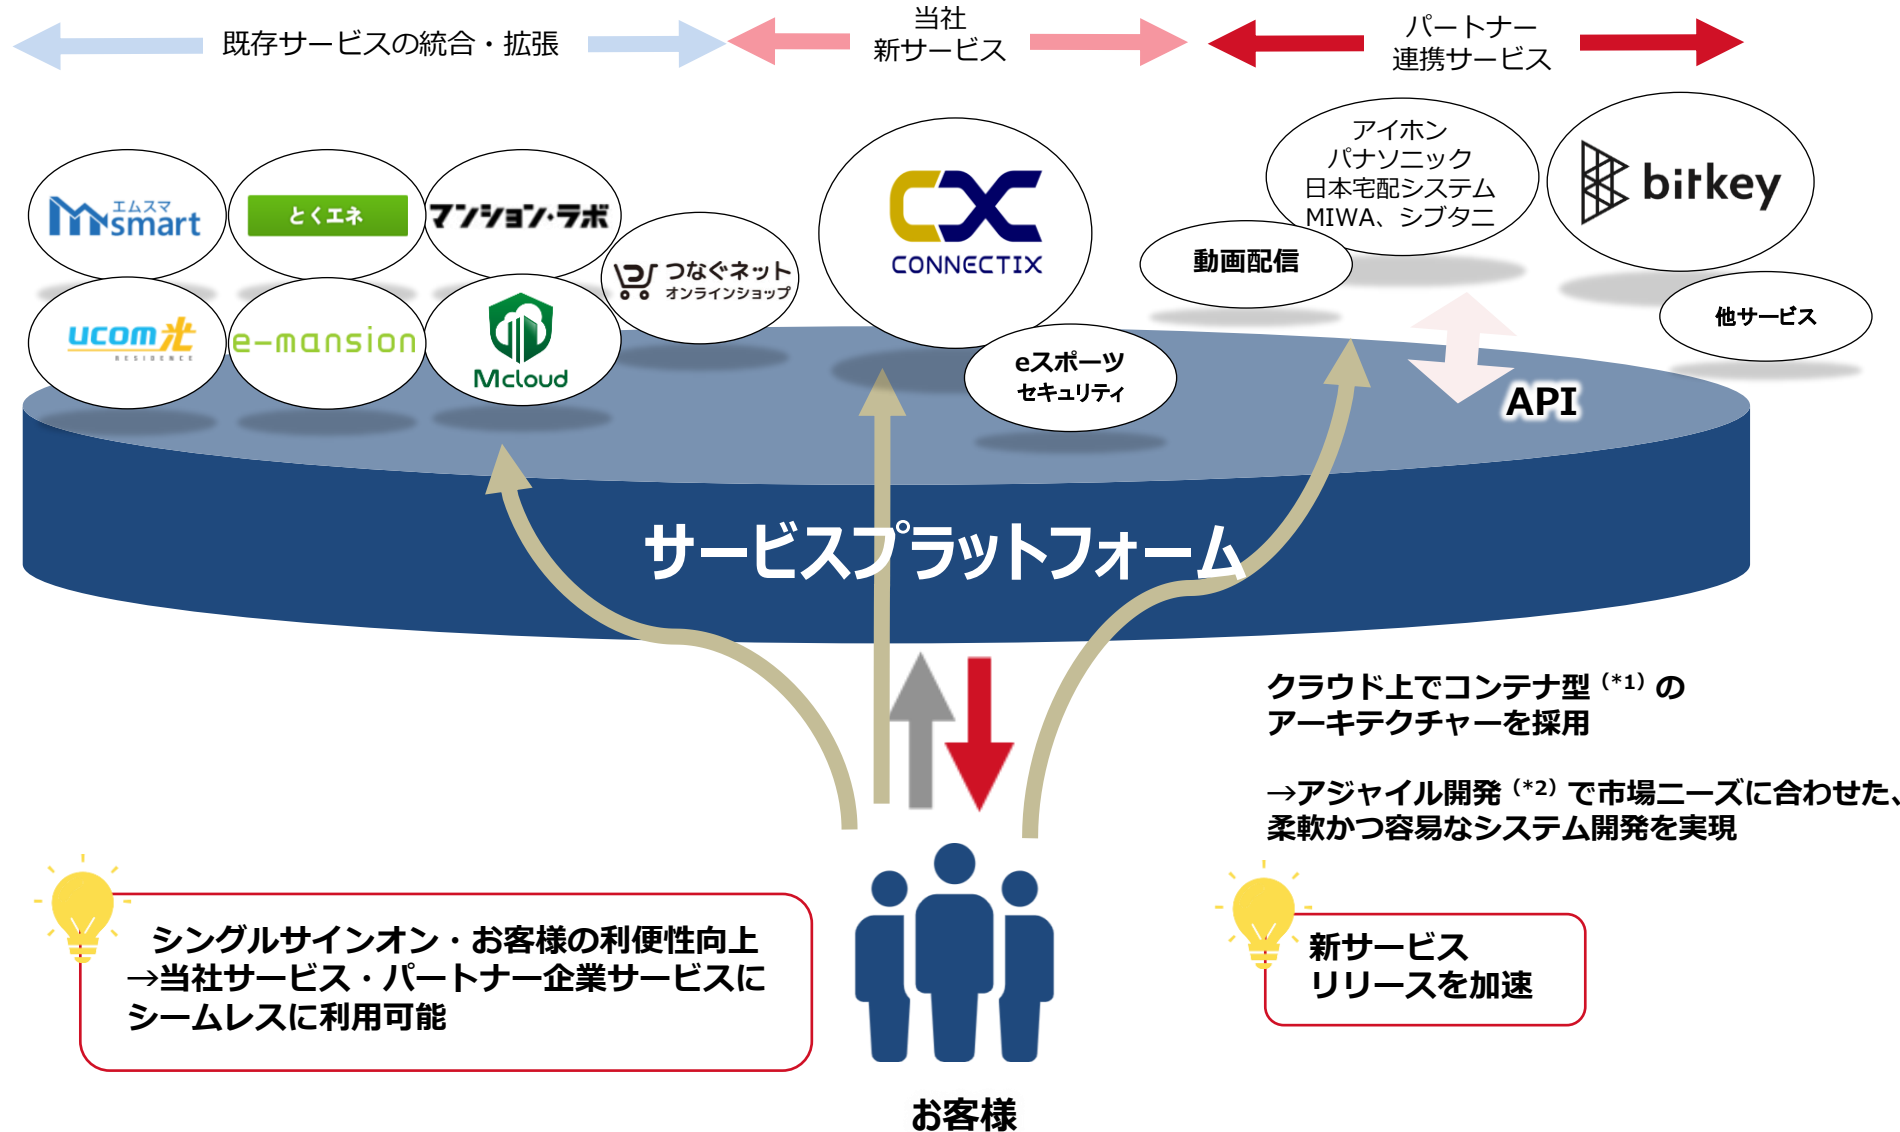 既存サービスの統合・拡張
当社
新サービス
パートナー
連携サービス
エムスマ
smart
とくエネ
マンション・ラボ
つなぐネット
オンラインショップ
ucom光
RESIDENCE
e-mansion
Mcloud
CX
CONNECTIX
eスポーツ
セキュリティ
動画配信
アイホン
パナソニック
日本宅配システム
MIWA、シブタニ
bitkey
他サービス
API
サービスプラットフォーム
クラウド上でコンテナ型（*1）の
アーキテクチャーを採用
→アジャイル開発（*2）で市場ニーズに合わせた、
柔軟かつ容易なシステム開発を実現
シングルサインオン・お客様の利便性向上
→当社サービス・パートナー企業サービスに
シームレスに利用可能
新サービス
リリースを加速
お客様